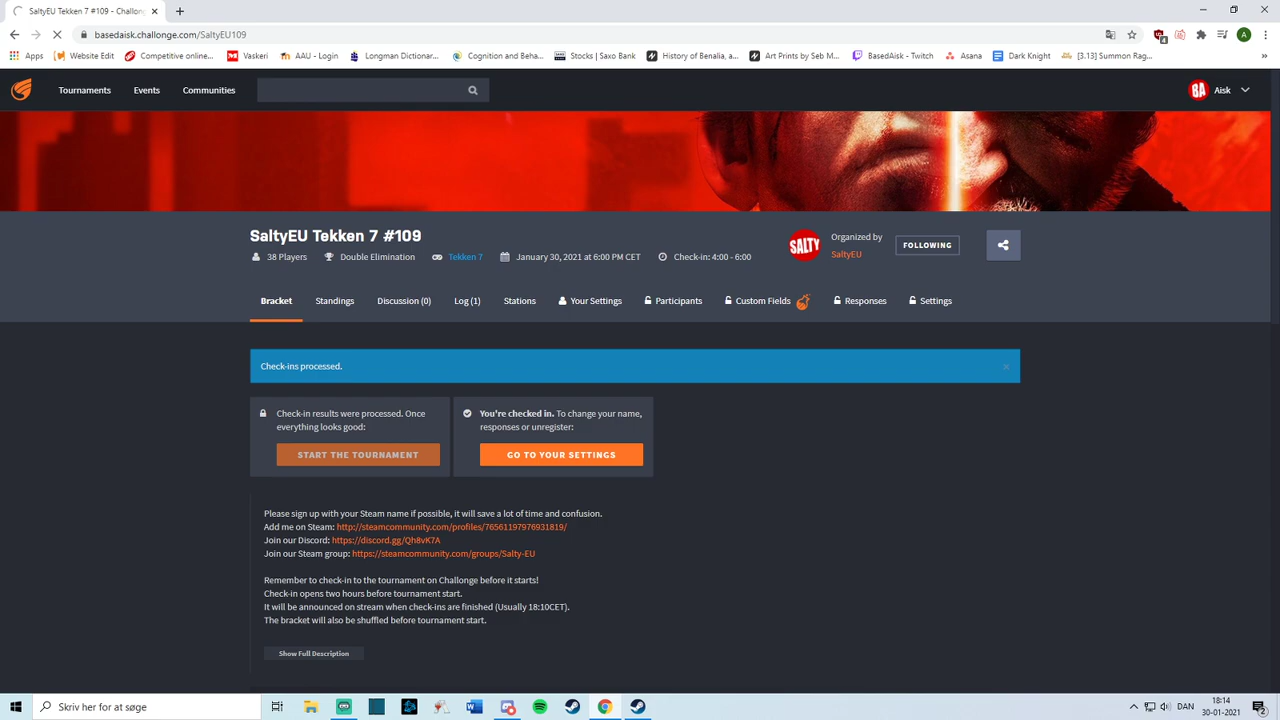 SaltyEU Tekken 7 #109 - Challong
basedaisk.challonge.com/SaltyEU109
A
Apps Website Edit Competitive online... Vaskeri AAU - Login Longman Dictionar... Cognition and Beha... Stocks | Saxo Bank History of Benalia, a... Art Prints by Seb M... BasedAisk - Twitch Asana Dark Knight [3.13] Summon Rag... »
Tournaments Events Communities BA Aisk
SaltyEU Tekken 7 #109
38 Players Double Elimination Tekken 7 January 30, 2021 at 6:00 PM CET Check-in: 4:00 - 6:00
SALTY
Organized by
SaltyEU
FOLLOWING
Bracket Standings Discussion (0) Log (1) Stations Your Settings Participants Custom Fields Responses Settings
Check-ins processed. ×
Check-in results were processed. Once
everything looks good:
START THE TOURNAMENT
You're checked in. To change your name,
responses or unregister:
GO TO YOUR SETTINGS
Please sign up with your Steam name if possible, it will save a lot of time and confusion.
Add me on Steam: http://steamcommunity.com/profiles/76561197976931819/
Join our Discord: https://discord.gg/Qh8vK7A
Join our Steam group: https://steamcommunity.com/groups/Salty-EU
Remember to check-in to the tournament on Challonge before it starts!
Check-in opens two hours before tournament start.
It will be announced on stream when check-ins are finished (Usually 18:10CET).
The bracket will also be shuffled before tournament start.
Show Full Description
Skriv her for at søge
DAN
18:14
30-01-2021
2